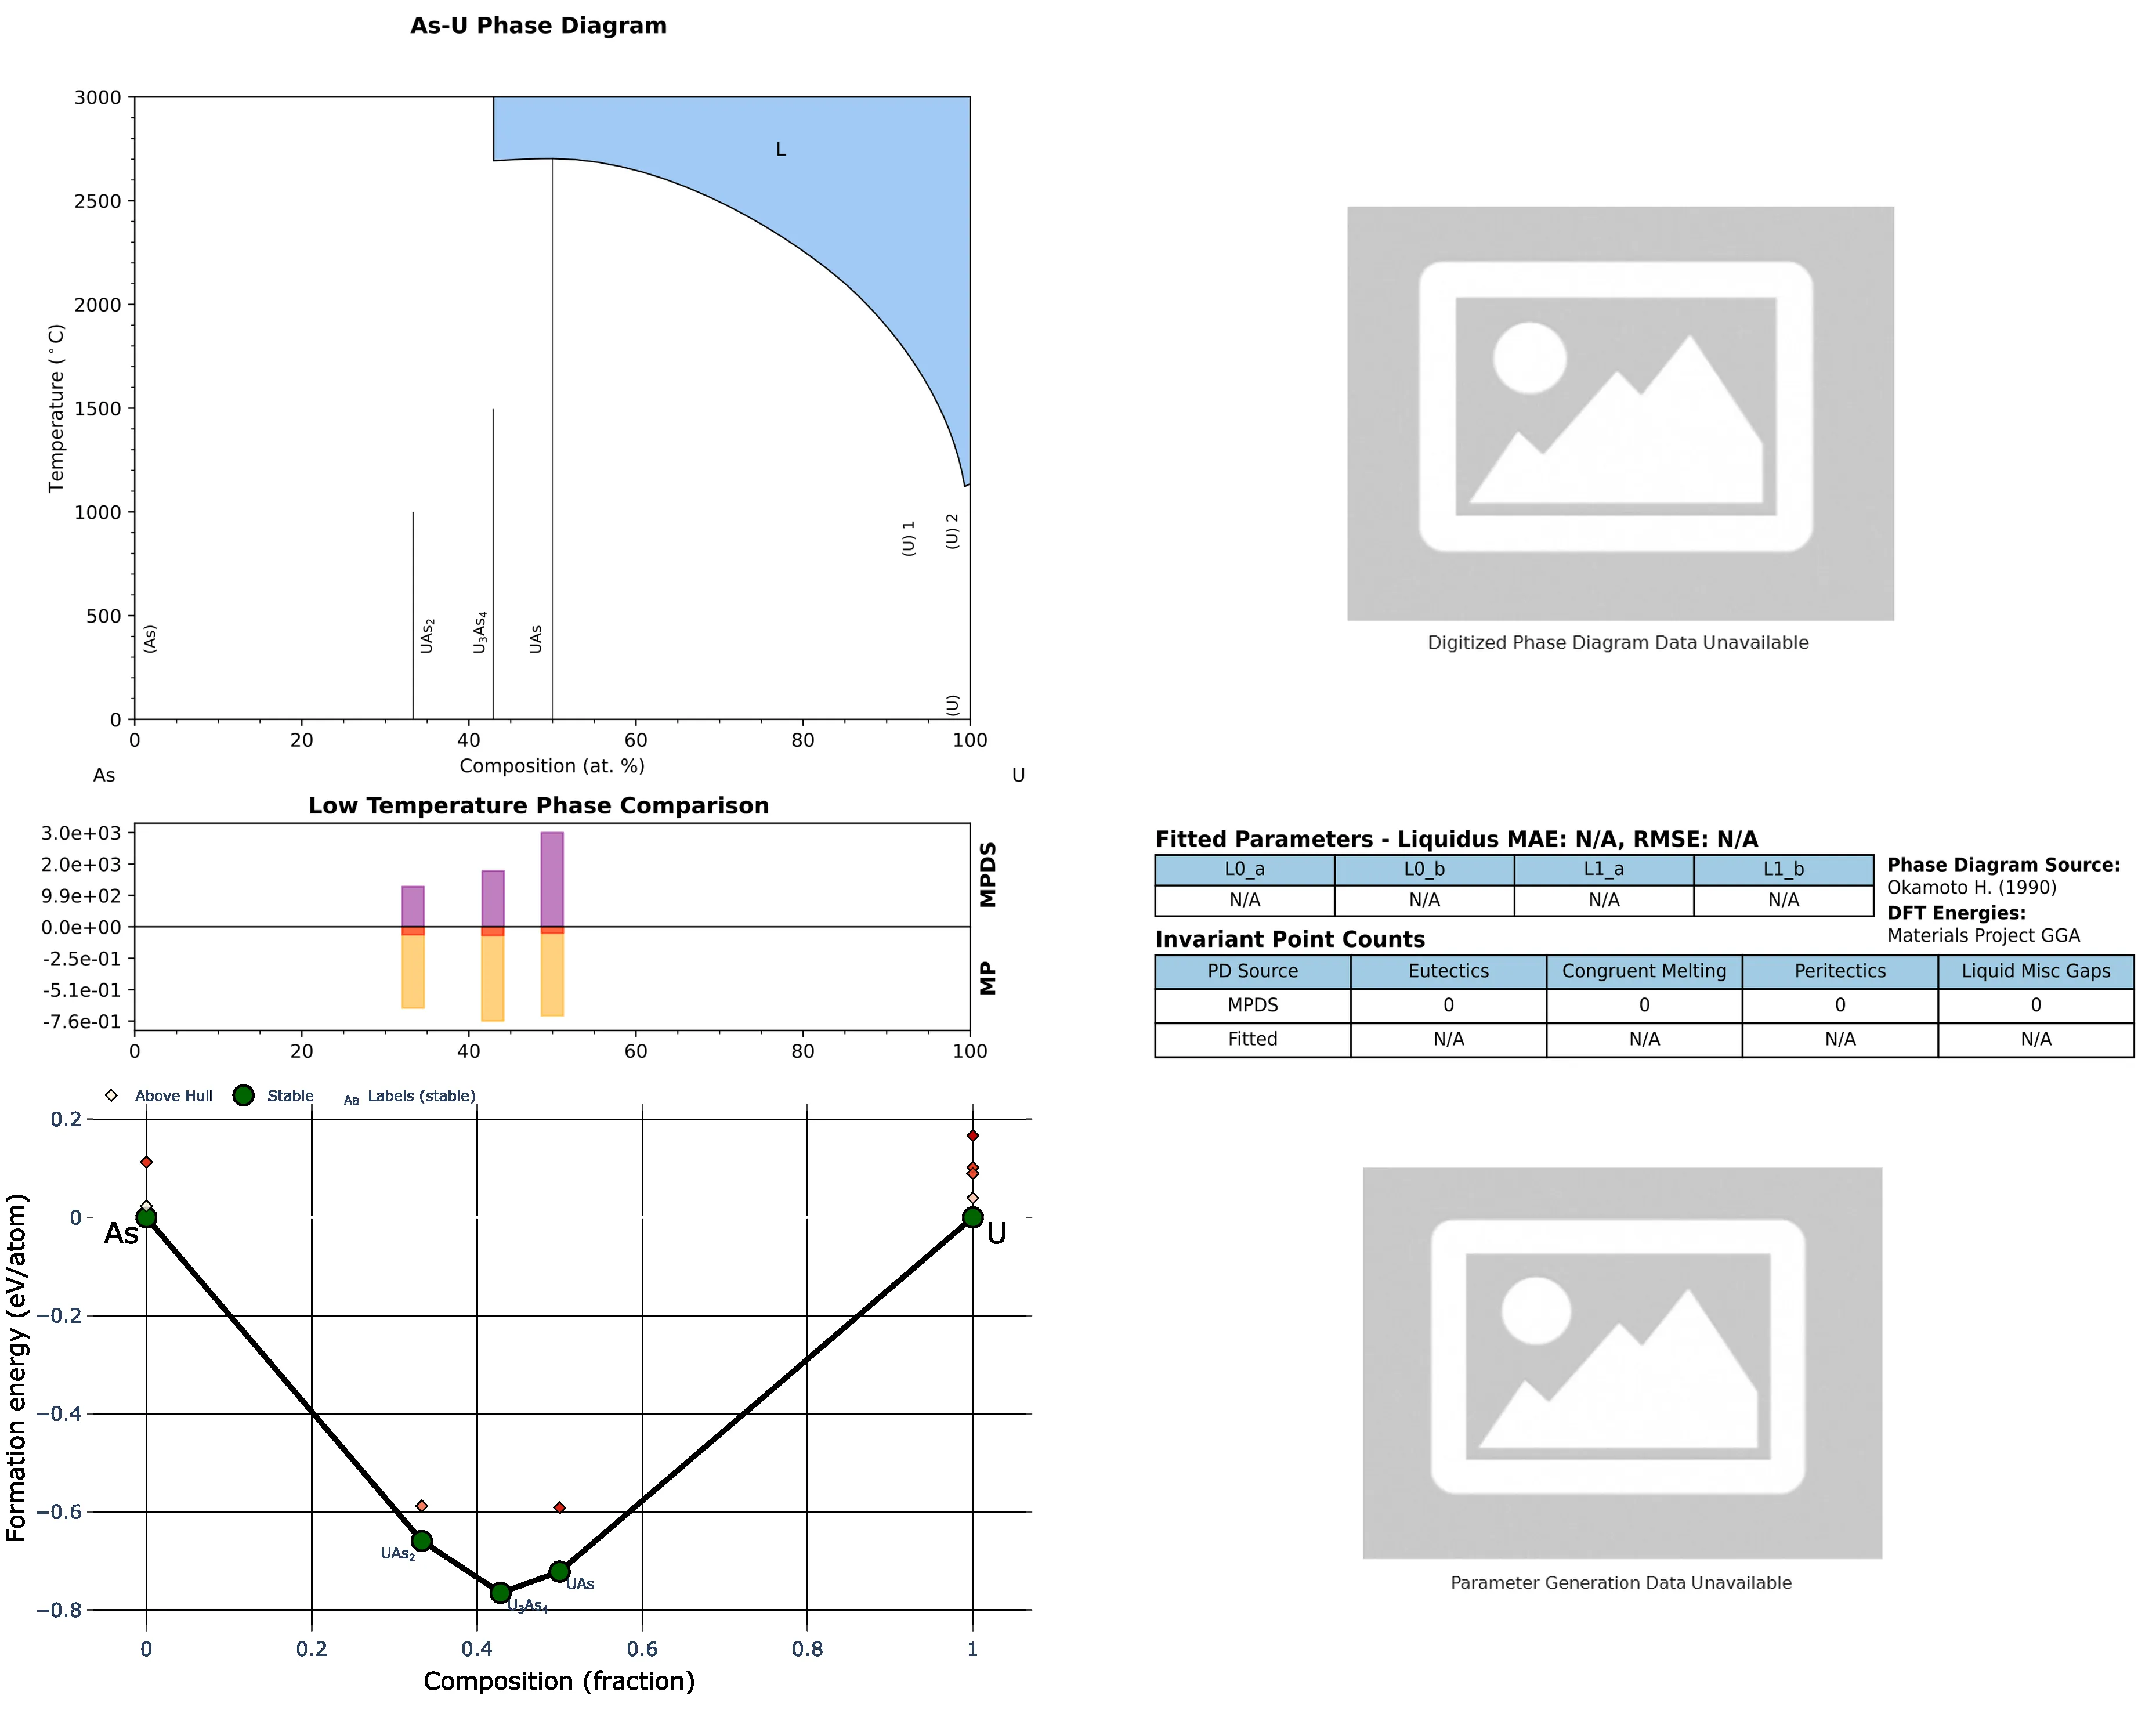 As-U Phase Diagram
3000
2500
2000
1500
1000
500
0
Temperature (°C)
L
(As)
UAs2
U3As4
UAs
(U) 1
(U) 2
(U)
0 20 40 60 80 100
Composition (at. %)
As U
Digitized Phase Diagram Data Unavailable
Low Temperature Phase Comparison
3.0e+03
2.0e+03
9.9e+02
0.0e+00
-2.5e-01
-5.1e-01
-7.6e-01
MPDS
MP
0 20 40 60 80 100
Fitted Parameters - Liquidus MAE: N/A, RMSE: N/A
L0_a L0_b L1_a L1_b
N/A N/A N/A N/A
Phase Diagram Source:
Okamoto H. (1990)
DFT Energies:
Materials Project GGA
Invariant Point Counts
PD Source Eutectics Congruent Melting Peritectics Liquid Misc Gaps
MPDS 0 0 0 0
Fitted N/A N/A N/A N/A
Above Hull Stable Aa Labels (stable)
0.2
0
−0.2
−0.4
−0.6
−0.8
Formation energy (eV/atom)
As
U
UAs2
U3As4
UAs
0 0.2 0.4 0.6 0.8 1
Composition (fraction)
Parameter Generation Data Unavailable